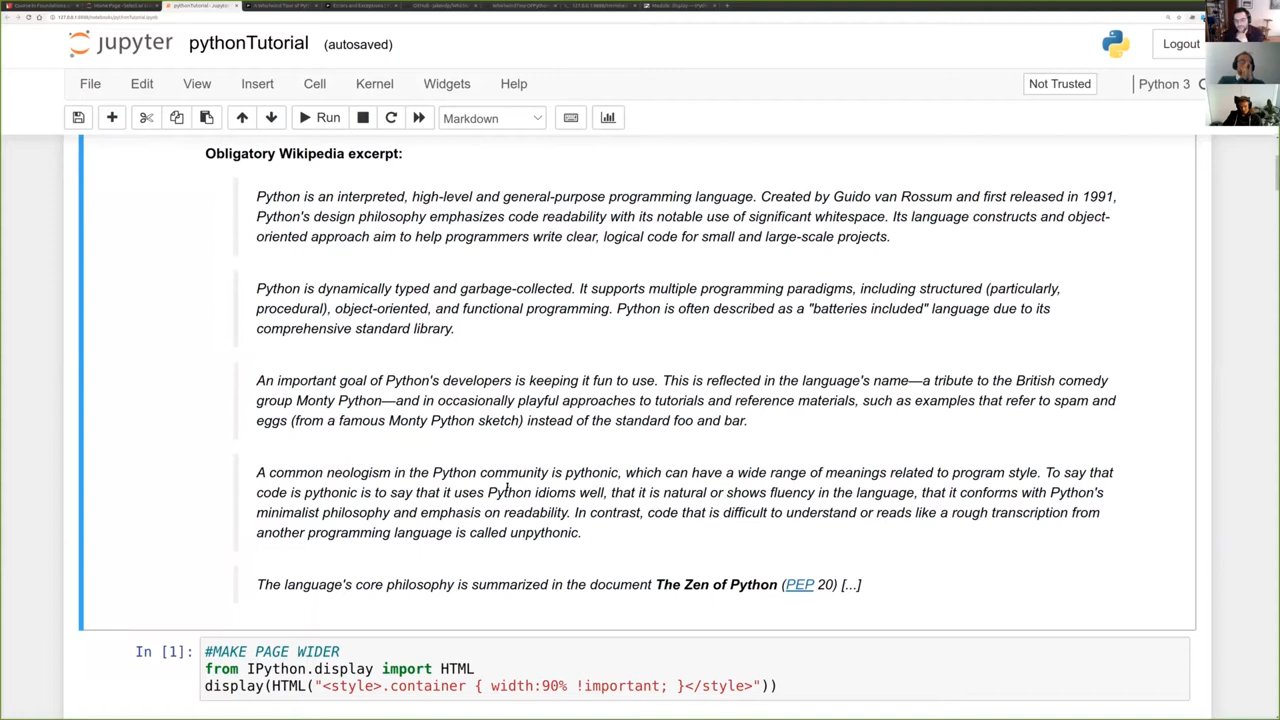 127.0.0.1:8888/notebooks/pythonTutorial.ipynb
jupyter pythonTutorial (autosaved)
Logout
File Edit View Insert Cell Kernel Widgets Help
Not Trusted
Python 3
Run
Markdown
Obligatory Wikipedia excerpt:
Python is an interpreted, high-level and general-purpose programming language. Created by Guido van Rossum and first released in 1991,
Python's design philosophy emphasizes code readability with its notable use of significant whitespace. Its language constructs and object-
oriented approach aim to help programmers write clear, logical code for small and large-scale projects.
Python is dynamically typed and garbage-collected. It supports multiple programming paradigms, including structured (particularly,
procedural), object-oriented, and functional programming. Python is often described as a "batteries included" language due to its
comprehensive standard library.
An important goal of Python's developers is keeping it fun to use. This is reflected in the language's name—a tribute to the British comedy
group Monty Python—and in occasionally playful approaches to tutorials and reference materials, such as examples that refer to spam and
eggs (from a famous Monty Python sketch) instead of the standard foo and bar.
A common neologism in the Python community is pythonic, which can have a wide range of meanings related to program style. To say that
code is pythonic is to say that it uses Python idioms well, that it is natural or shows fluency in the language, that it conforms with Python's
minimalist philosophy and emphasis on readability. In contrast, code that is difficult to understand or reads like a rough transcription from
another programming language is called unpythonic.
The language's core philosophy is summarized in the document The Zen of Python (PEP 20) [...]
In [1]:
#MAKE PAGE WIDER
from IPython.display import HTML
display(HTML("<style>.container { width:90% !important; }</style>"))